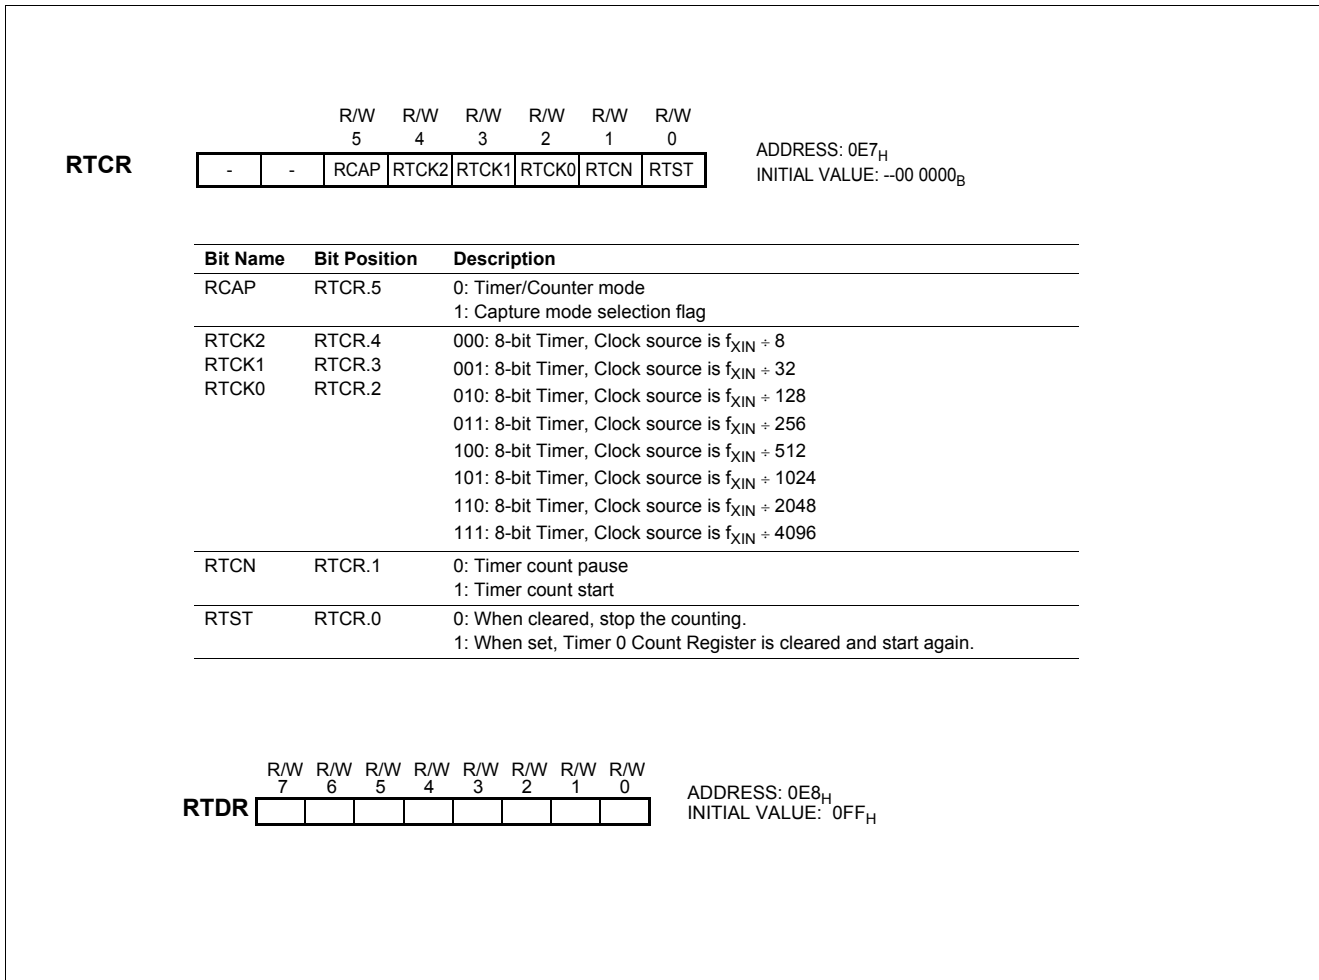 R/W R/W R/W R/W R/W R/W
5 4 3 2 1 0
RTCR - - RCAP RTCK2 RTCK1 RTCK0 RTCN RTST
ADDRESS: 0E7H
INITIAL VALUE: --00 0000B
Bit Name Bit Position Description
RCAP RTCR.5 0: Timer/Counter mode
1: Capture mode selection flag
RTCK2 RTCR.4 000: 8-bit Timer, Clock source is fXIN ÷ 8
RTCK1 RTCR.3 001: 8-bit Timer, Clock source is fXIN ÷ 32
RTCK0 RTCR.2 010: 8-bit Timer, Clock source is fXIN ÷ 128
011: 8-bit Timer, Clock source is fXIN ÷ 256
100: 8-bit Timer, Clock source is fXIN ÷ 512
101: 8-bit Timer, Clock source is fXIN ÷ 1024
110: 8-bit Timer, Clock source is fXIN ÷ 2048
111: 8-bit Timer, Clock source is fXIN ÷ 4096
RTCN RTCR.1 0: Timer count pause
1: Timer count start
RTST RTCR.0 0: When cleared, stop the counting.
1: When set, Timer 0 Count Register is cleared and start again.
R/W R/W R/W R/W R/W R/W R/W R/W
7 6 5 4 3 2 1 0
RTDR
ADDRESS: 0E8H
INITIAL VALUE: 0FFH